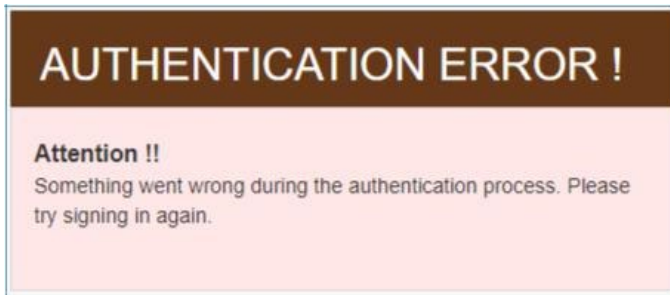 AUTHENTICATION ERROR !
Attention !!
Something went wrong during the authentication process. Please
try signing in again.